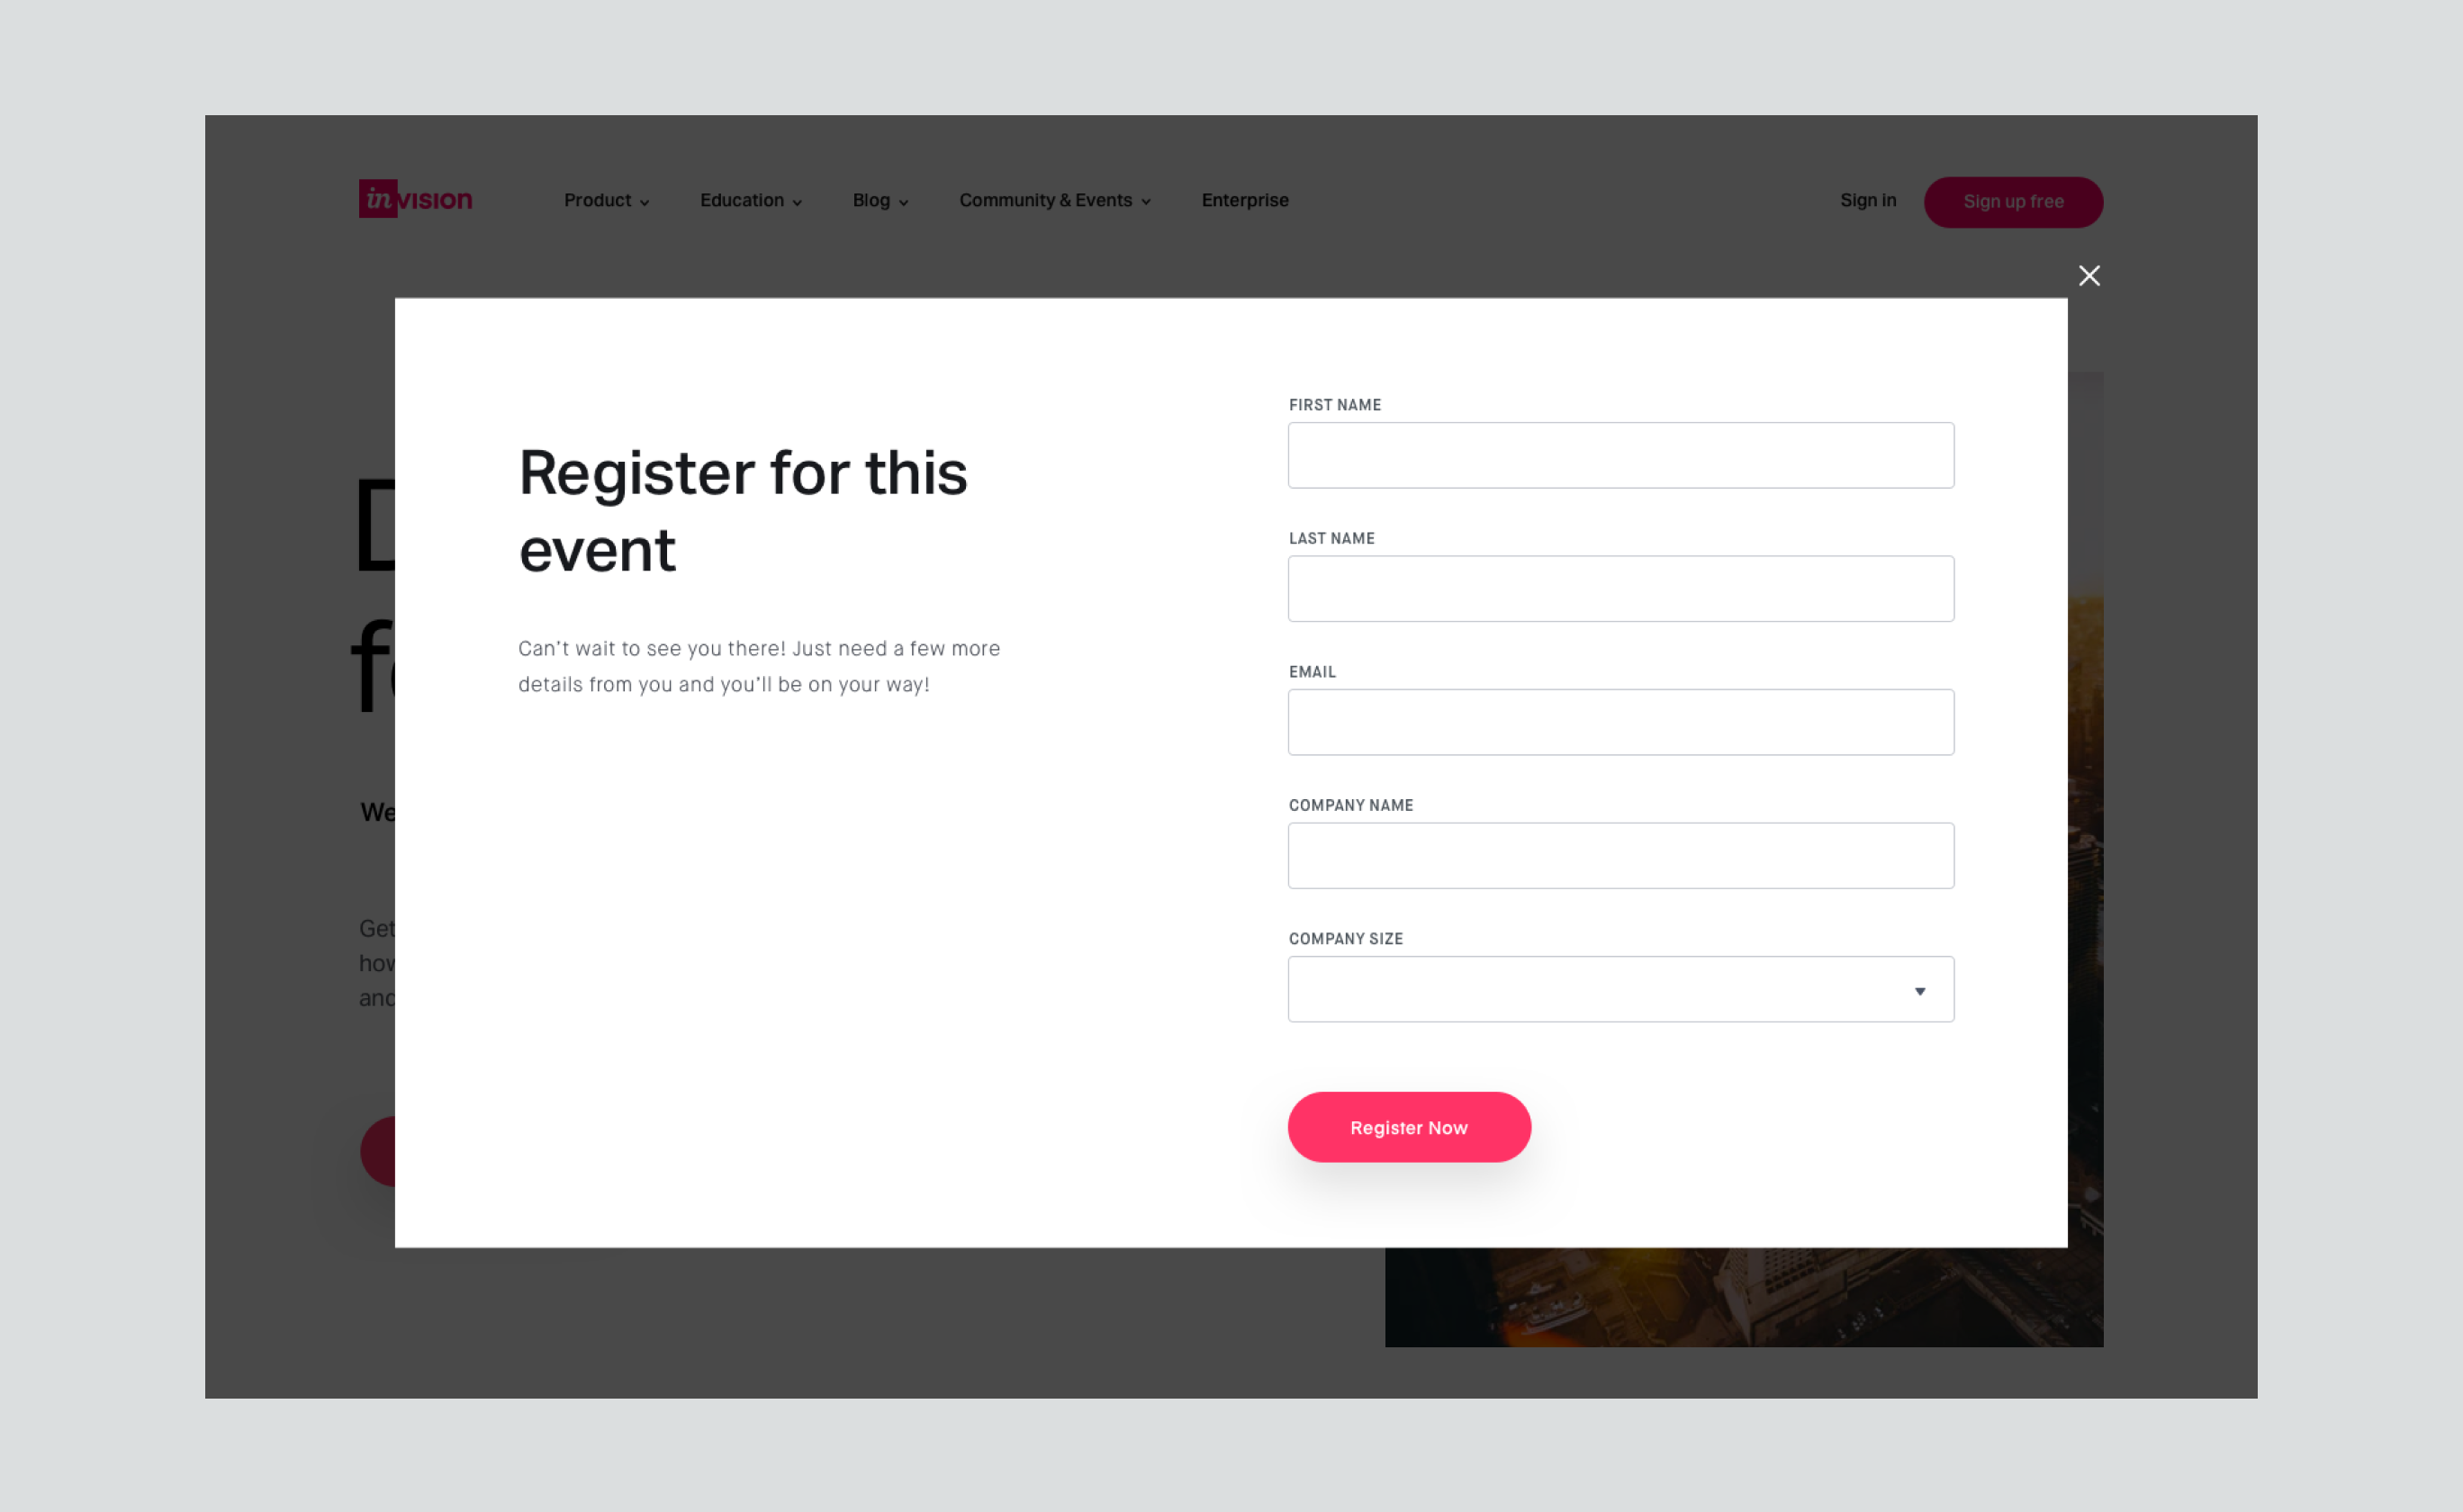 invision
Product
Education
Blog
Community & Events
Enterprise
Sign in
Sign up free
Register for this
event
Can't wait to see you there! Just need a few more
details from you and you'll be on your way!
FIRST NAME
LAST NAME
EMAIL
COMPANY NAME
COMPANY SIZE
Register Now
We
Get